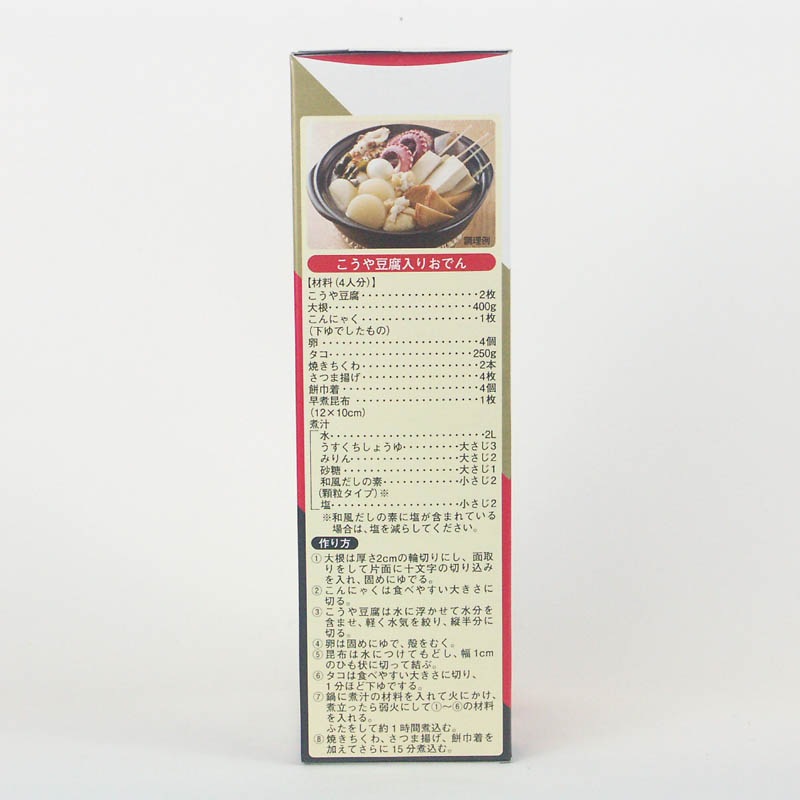 調理例
こうや豆腐入りおでん
【材料(4人分)】
こうや豆腐・・・・・・・・・・・・・・・・・・2枚
大根・・・・・・・・・・・・・・・・・・・・・・400g
こんにゃく・・・・・・・・・・・・・・・・・・1枚
(下ゆでしたもの)
卵・・・・・・・・・・・・・・・・・・・・・・・・4個
タコ・・・・・・・・・・・・・・・・・・・・・・250g
焼きちくわ・・・・・・・・・・・・・・・・・・2本
さつま揚げ・・・・・・・・・・・・・・・・・・4枚
餅巾着・・・・・・・・・・・・・・・・・・・・4個
早煮昆布・・・・・・・・・・・・・・・・・・・1枚
(12×10cm)
煮汁
水・・・・・・・・・・・・・・・・・・・・・・・・2L
うすくちしょうゆ・・・・・・・・大さじ3
みりん・・・・・・・・・・・・・・・・大さじ2
砂糖・・・・・・・・・・・・・・・・・・大さじ1
和風だしの素・・・・・・・・・・・小さじ2
(顆粒タイプ)※
塩・・・・・・・・・・・・・・・・・・・小さじ2
※和風だしの素に塩が含まれている
場合は、塩を減らしてください。
作り方
①大根は厚さ2cmの輪切りにし、面取
りをして片面に十文字の切り込み
を入れ、固めにゆでる。
②こんにゃくは食べやすい大きさに
切る。
③こうや豆腐は水に浮かせて水分を
含ませ、軽く水気を絞り、縦半分に
切る。
④卵は固めにゆで、殻をむく。
⑤昆布は水につけてもどし、幅1cm
のひも状に切って結ぶ。
⑥タコは食べやすい大きさに切り、
1分ほど下ゆでする。
⑦鍋に煮汁の材料を入れて火にかけ、
煮立ったら弱火にして①~⑥の材料
を入れる。
ふたをして約1時間煮込む。
⑧焼きちくわ、さつま揚げ、餅巾着を
加えてさらに15分煮込む。